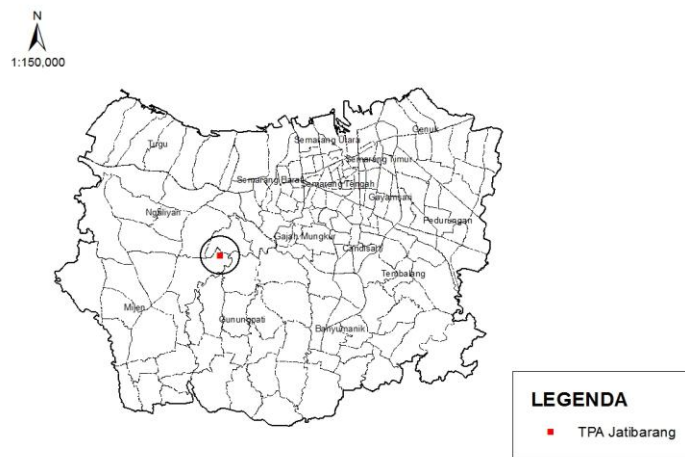 N
1:150,000
Tugu
Semarang Utara
Genuk
Semarang Timur
Semarang Barat
Semarang Tengah
Gayamsari
Ngaliyan
Pedurungan
Gajah Mungkur
Candisari
Tembalang
Mijen
Gunungpati
Banyumanik
LEGENDA
TPA Jatibarang